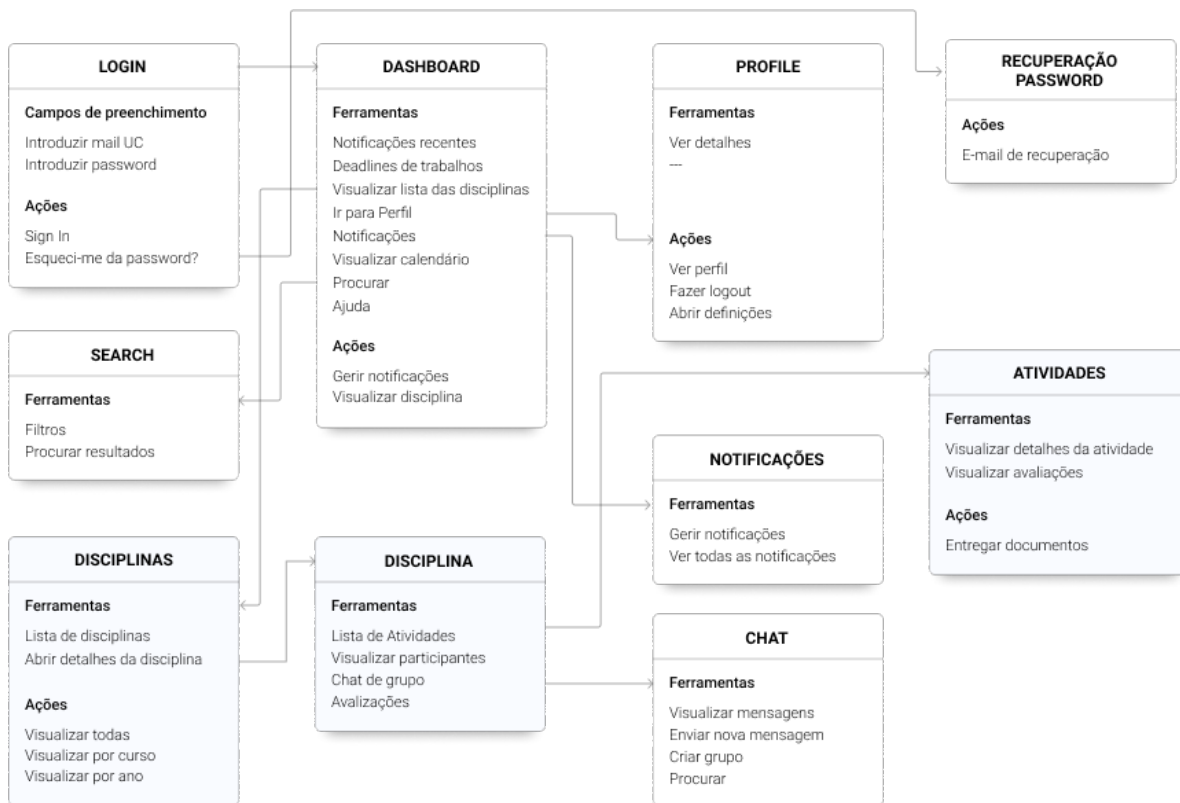 LOGIN
Campos de preenchimento
Introduzir mail UC
Introduzir password
Ações
Sign In
Esqueci-me da password?
DASHBOARD
Ferramentas
Notificações recentes
Deadlines de trabalhos
Visualizar lista das disciplinas
Ir para Perfil
Notificações
Visualizar calendário
Procurar
Ajuda
Ações
Gerir notificações
Visualizar disciplina
PROFILE
Ferramentas
Ver detalhes
---
Ações
Ver perfil
Fazer logout
Abrir definições
RECUPERAÇÃO
PASSWORD
Ações
E-mail de recuperação
SEARCH
Ferramentas
Filtros
Procurar resultados
ATIVIDADES
Ferramentas
Visualizar detalhes da atividade
Visualizar avaliações
Ações
Entregar documentos
NOTIFICAÇÕES
Ferramentas
Gerir notificações
Ver todas as notificações
DISCIPLINAS
Ferramentas
Lista de disciplinas
Abrir detalhes da disciplina
Ações
Visualizar todas
Visualizar por curso
Visualizar por ano
DISCIPLINA
Ferramentas
Lista de Atividades
Visualizar participantes
Chat de grupo
Avalizações
CHAT
Ferramentas
Visualizar mensagens
Enviar nova mensagem
Criar grupo
Procurar